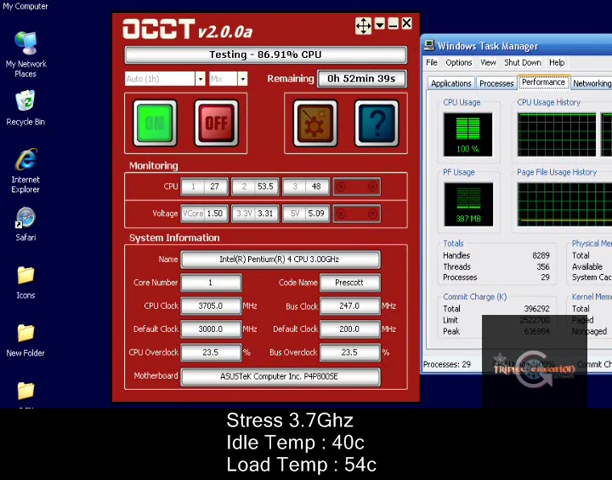 My Computer
My Network
Places
Recycle Bin
Internet
Explorer
Safari
Icons
New Folder
OCCT v2.0.0a
Testing - 86.91% CPU
Auto (1h)
Mix
Remaining
0h 52min 39s
ON
OFF
?
Monitoring
CPU
1 27
2 53.5
3 48
Voltage
VCore 1.50
3.3V 3.31
5V 5.09
System Information
Name
Intel(R) Pentium(R) 4 CPU 3.00GHz
Core Number
1
Code Name
Prescott
CPU Clock
3705.0
MHz
Bus Clock
247.0
MHz
Default Clock
3000.0
MHz
Default Clock
200.0
MHz
CPU Overclock
23.5
%
Bus Overclock
23.5
%
Motherboard
ASUSTeK Computer Inc. P4P800SE
Windows Task Manager
File Options View Shut Down Help
Applications
Processes
Performance
Networking
CPU Usage
100 %
CPU Usage History
PF Usage
387 MB
Page File Usage History
Totals
Handles 8289
Threads 356
Processes 29
Physical Me
Total
Available
System Cac
Commit Charge (K)
Total 396292
Limit 2522700
Peak 636984
Kernel Mem
Total
Paged
Nonpaged
Processes: 29
Stress 3.7Ghz
Idle Temp : 40c
Load Temp : 54c